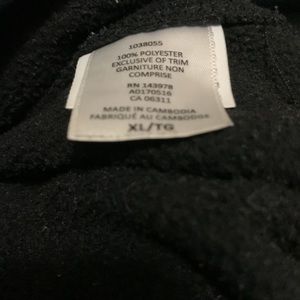 1038055
100% POLYESTER
EXCLUSIVE OF TRIM
GARNITURE NON
COMPRISE
RN 143978
A0170516
CA 06311
MADE IN CAMBODIA
FABRIQUÉ AU CAMBODGE
XL/TG